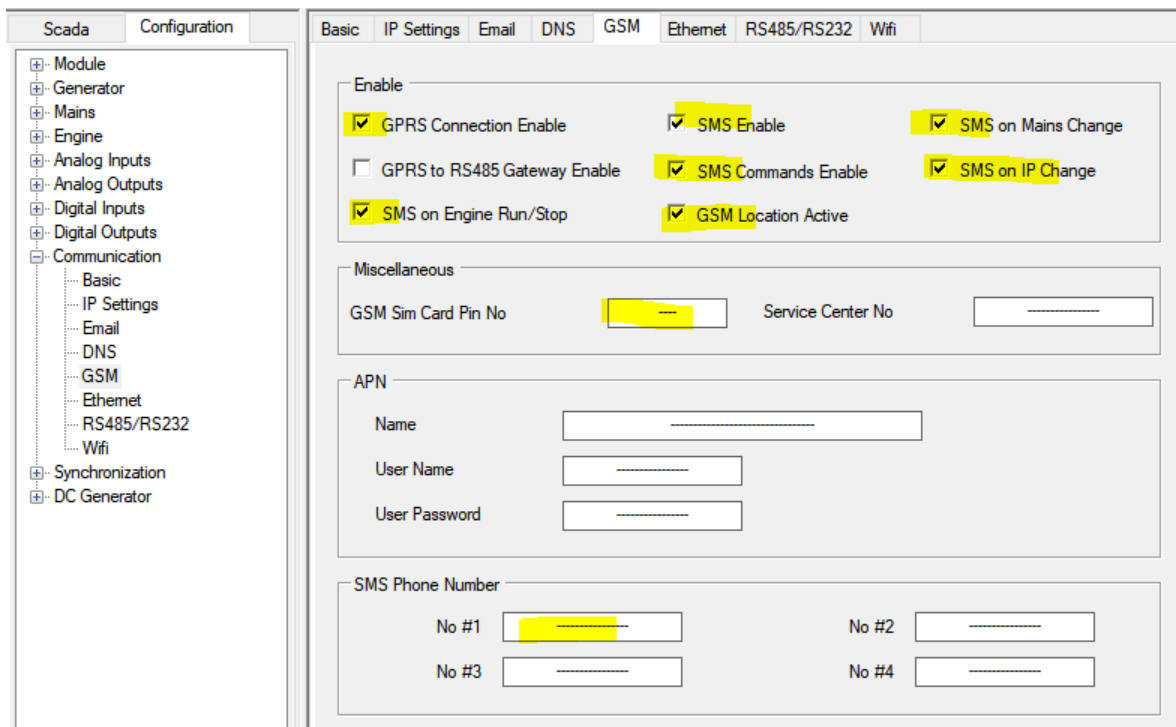 Scada Configuration
Module
Generator
Mains
Engine
Analog Inputs
Analog Outputs
Digital Inputs
Digital Outputs
Communication
Basic
IP Settings
Email
DNS
GSM
Ethernet
RS485/RS232
Wifi
Synchronization
DC Generator
Basic IP Settings Email DNS GSM Ethernet RS485/RS232 Wifi
Enable
GPRS Connection Enable SMS Enable SMS on Mains Change
GPRS to RS485 Gateway Enable SMS Commands Enable SMS on IP Change
SMS on Engine Run/Stop GSM Location Active
Miscellaneous
GSM Sim Card Pin No ---- Service Center No ----------------
APN
Name --------------------------------
User Name ----------------
User Password ----------------
SMS Phone Number
No #1 ---------------- No #2 ----------------
No #3 ---------------- No #4 ----------------